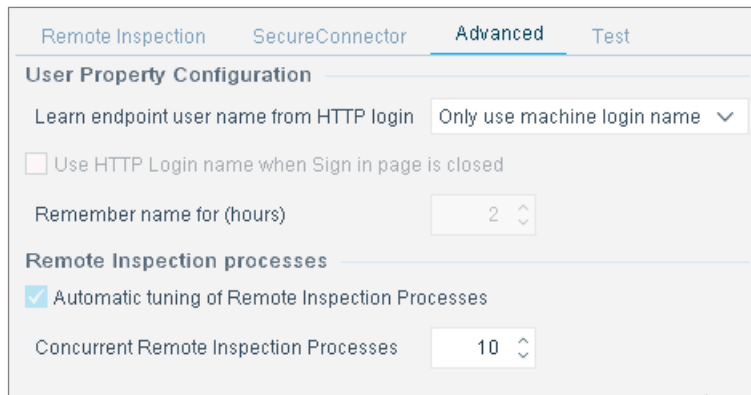 Remote Inspection SecureConnector Advanced Test
User Property Configuration
Learn endpoint user name from HTTP login Only use machine login name
Use HTTP Login name when Sign in page is closed
Remember name for (hours) 2
Remote Inspection processes
Automatic tuning of Remote Inspection Processes
Concurrent Remote Inspection Processes 10